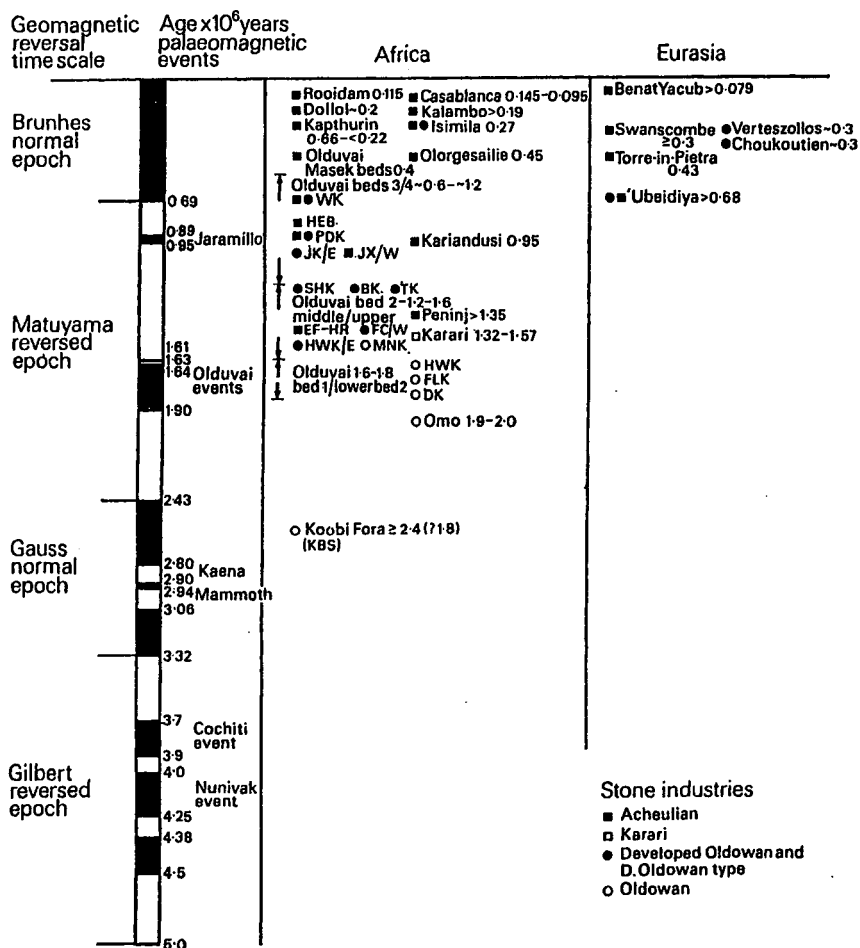 Geomagnetic
reversal
time scale
Age x10⁶ years
palaeomagnetic
events
Africa
Eurasia
Brunhes
normal
epoch
Matuyama
reversed
epoch
Gauss
normal
epoch
Gilbert
reversed
epoch
0·69
0·89
0·95 Jaramillo
1·61
1·63
1·64 Olduvai
events
1·90
2·43
2·80
2·90 Kaena
2·94 Mammoth
3·06
3·32
3·7
Cochiti
event
3·9
4·0
Nunivak
event
4·25
4·38
4·5
5·0
■ Rooidam 0·115
■ Dollol ~0·2
■ Kapthurin
0·66-<0·22
■ Olduvai
Masek beds 0·4
Olduvai beds 3/4 ~0·6-~1·2
■ ● WK
■ HEB.
■ ● PDK
● JK/E ■ JX/W
● SHK ● BK. ● TK
Olduvai bed 2-1·2-1·6
middle/upper
■ EF-HR ● FC/W
● HWK/E ○ MNK
Olduvai 1·6-1·8
bed 1/lower bed 2
○ Koobi Fora ≥ 2·4 (?1·8)
(KBS)
■ Casablanca 0·145-0·095
■ Kalambo >0·19
■ ● Isimila 0·27
■ Olorgesailie 0·45
■ Kariandusi 0·95
■ Peninj >1·35
□ Karari 1·32-1·57
○ HWK
○ FLK
○ DK
○ Omo 1·9-2·0
■ Benat Yacub >0·079
■ Swanscombe
≥0·3
● Verteszollos ~0·3
● Choukoutien ~0·3
■ Torre-in-Pietra
0·43
● ■ 'Ubeidiya >0·68
Stone industries
■ Acheulian
□ Karari
● Developed Oldowan and
D. Oldowan type
○ Oldowan